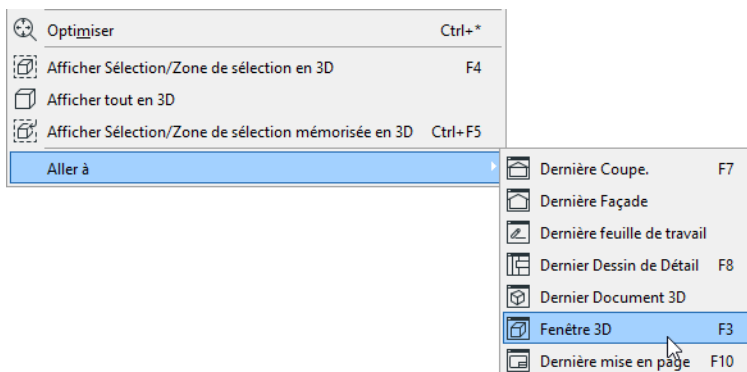 Optimiser Ctrl+*
Afficher Sélection/Zone de sélection en 3D F4
Afficher tout en 3D
Afficher Sélection/Zone de sélection mémorisée en 3D Ctrl+F5
Aller à
Dernière Coupe. F7
Dernière Façade
Dernière feuille de travail
Dernier Dessin de Détail F8
Dernier Document 3D
Fenêtre 3D F3
Dernière mise en page F10